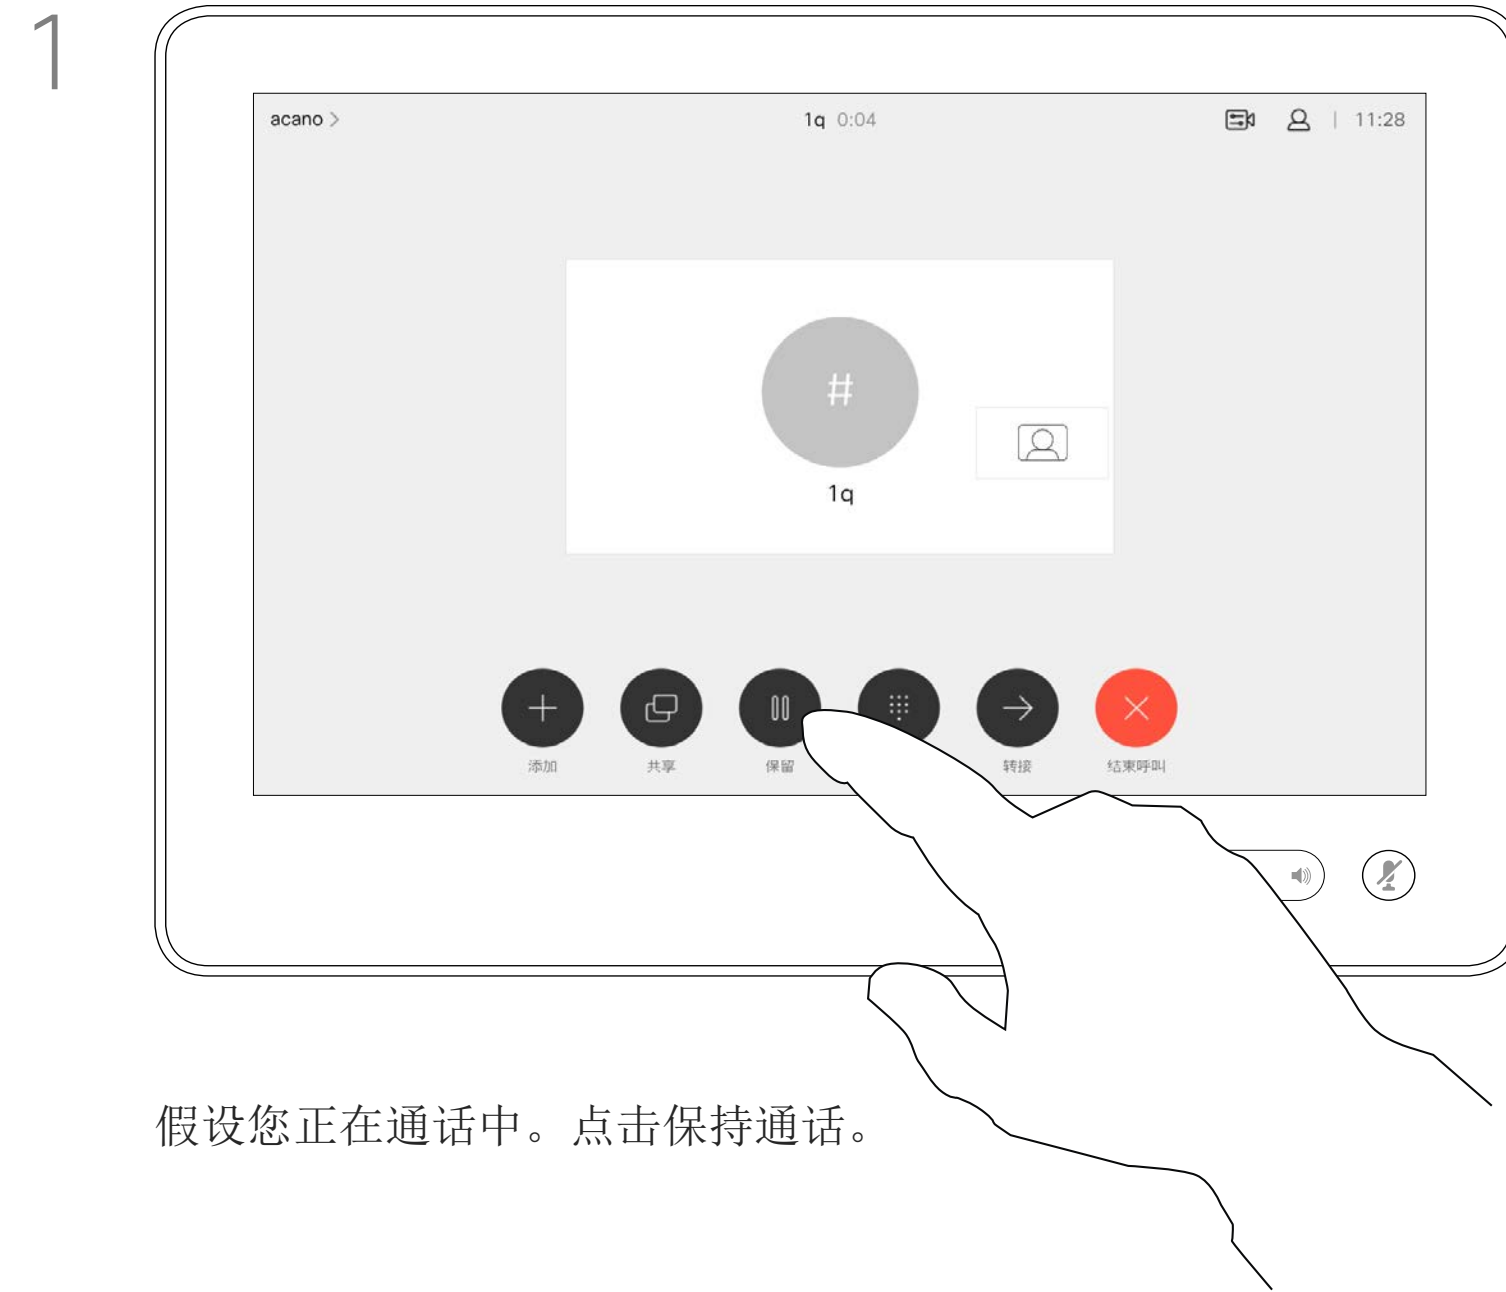 1
acano >
1q 0:04
11:28
#
1q
添加
共享
保留
转接
结束呼叫
假设您正在通话中。点击保持通话。